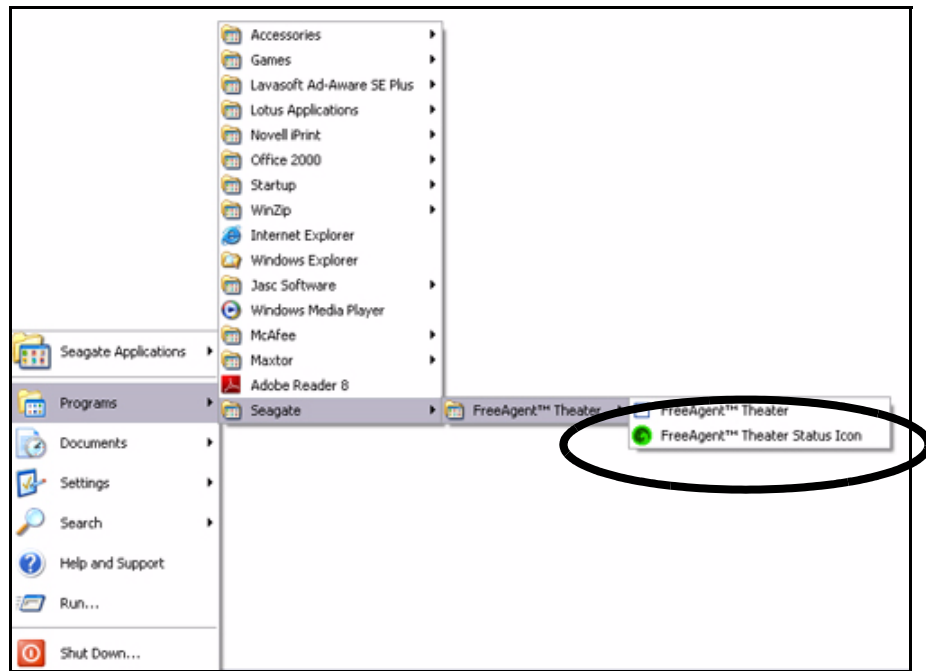 Accessories
Games
Lavasoft Ad-Aware SE Plus
Lotus Applications
Novell iPrint
Office 2000
Startup
WinZip
Internet Explorer
Windows Explorer
Jasc Software
Windows Media Player
McAfee
Maxtor
Adobe Reader 8
Seagate
FreeAgent™ Theater
FreeAgent™ Theater
FreeAgent™ Theater Status Icon
Seagate Applications
Programs
Documents
Settings
Search
Help and Support
Run...
Shut Down...